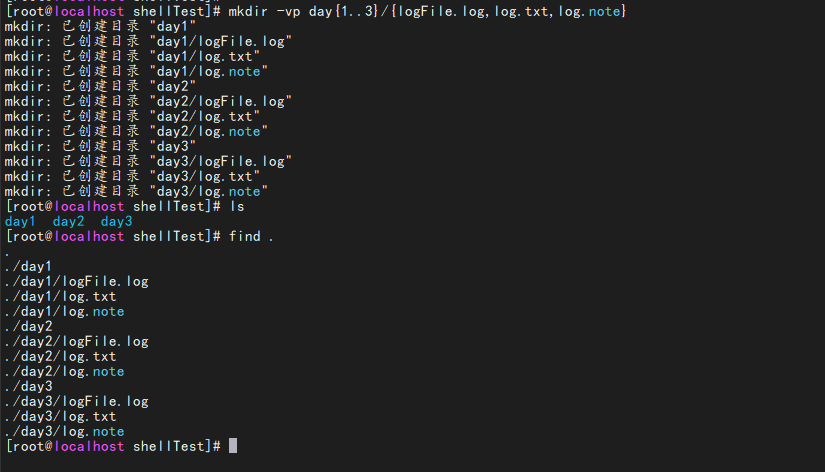 [root@localhost shellTest]# mkdir -vp day{1..3}/{logFile.log,log.txt,log.note}
mkdir: 已创建目录 "day1"
mkdir: 已创建目录 "day1/logFile.log"
mkdir: 已创建目录 "day1/log.txt"
mkdir: 已创建目录 "day1/log.note"
mkdir: 已创建目录 "day2"
mkdir: 已创建目录 "day2/logFile.log"
mkdir: 已创建目录 "day2/log.txt"
mkdir: 已创建目录 "day2/log.note"
mkdir: 已创建目录 "day3"
mkdir: 已创建目录 "day3/logFile.log"
mkdir: 已创建目录 "day3/log.txt"
mkdir: 已创建目录 "day3/log.note"
[root@localhost shellTest]# ls
day1  day2  day3
[root@localhost shellTest]# find .
.
./day1
./day1/logFile.log
./day1/log.txt
./day1/log.note
./day2
./day2/logFile.log
./day2/log.txt
./day2/log.note
./day3
./day3/logFile.log
./day3/log.txt
./day3/log.note
[root@localhost shellTest]#